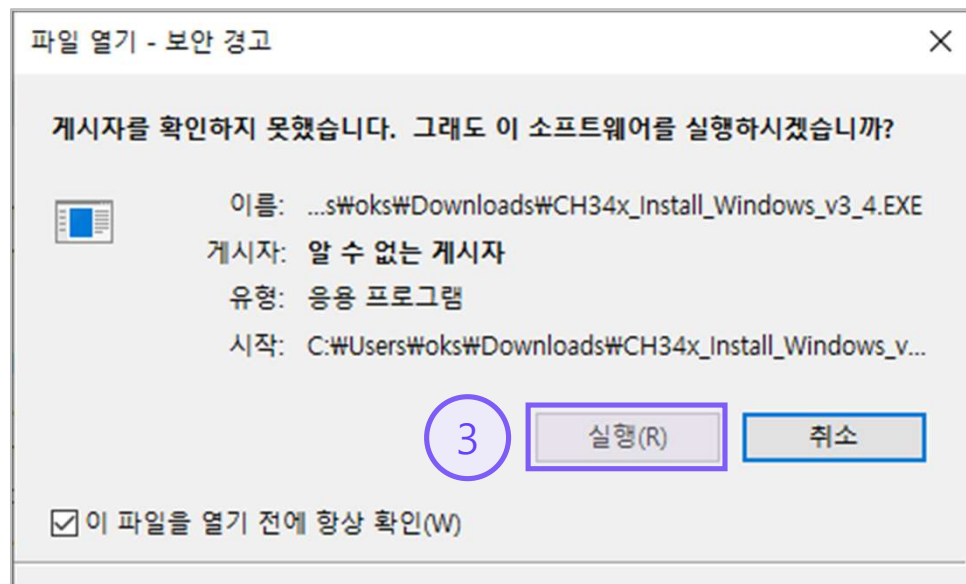 파일 열기 - 보안 경고
게시자를 확인하지 못했습니다. 그래도 이 소프트웨어를 실행하시겠습니까?
이름: ...s₩oks₩Downloads₩CH34x_Install_Windows_v3_4.EXE
게시자: 알 수 없는 게시자
유형: 응용 프로그램
시작: C:₩Users₩oks₩Downloads₩CH34x_Install_Windows_v...
3 실행(R) 취소
이 파일을 열기 전에 항상 확인(W)